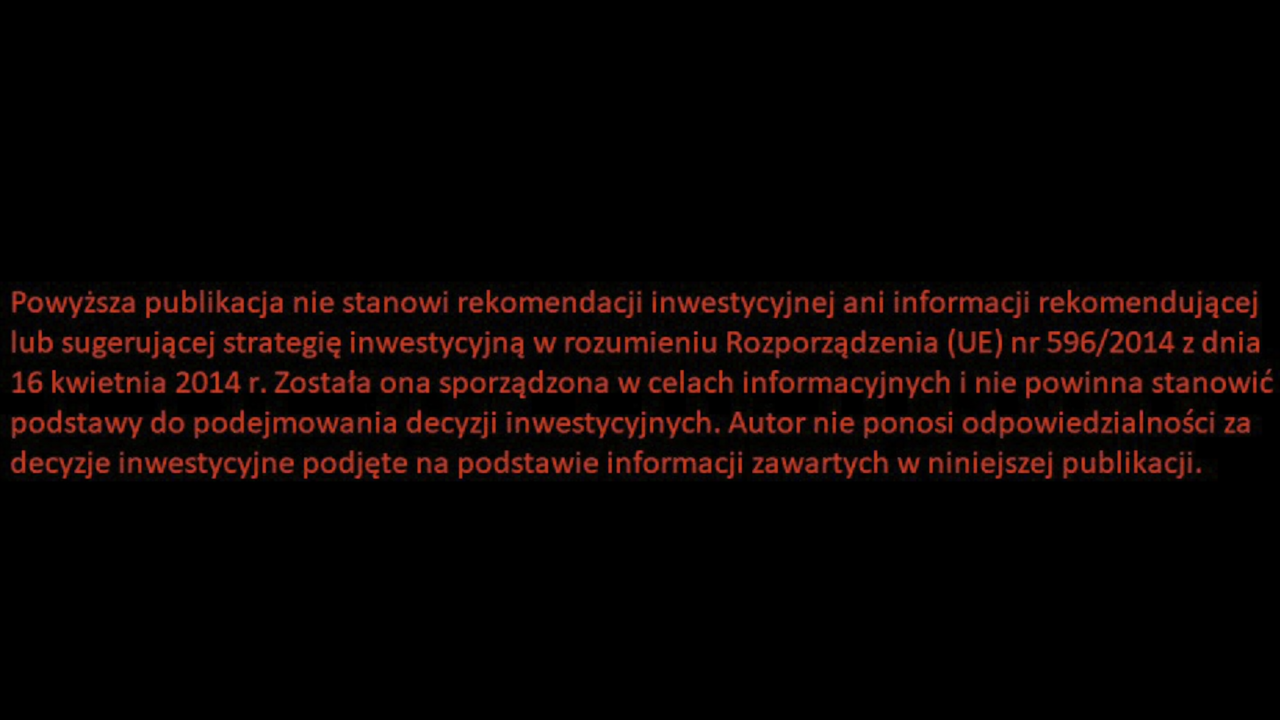 Powyższa publikacja nie stanowi rekomendacji inwestycyjnej ani informacji rekomendującej
lub sugerującej strategię inwestycyjną w rozumieniu Rozporządzenia (UE) nr 596/2014 z dnia
16 kwietnia 2014 r. Została ona sporządzona w celach informacyjnych i nie powinna stanowić
podstawy do podejmowania decyzji inwestycyjnych. Autor nie ponosi odpowiedzialności za
decyzje inwestycyjne podjęte na podstawie informacji zawartych w niniejszej publikacji.